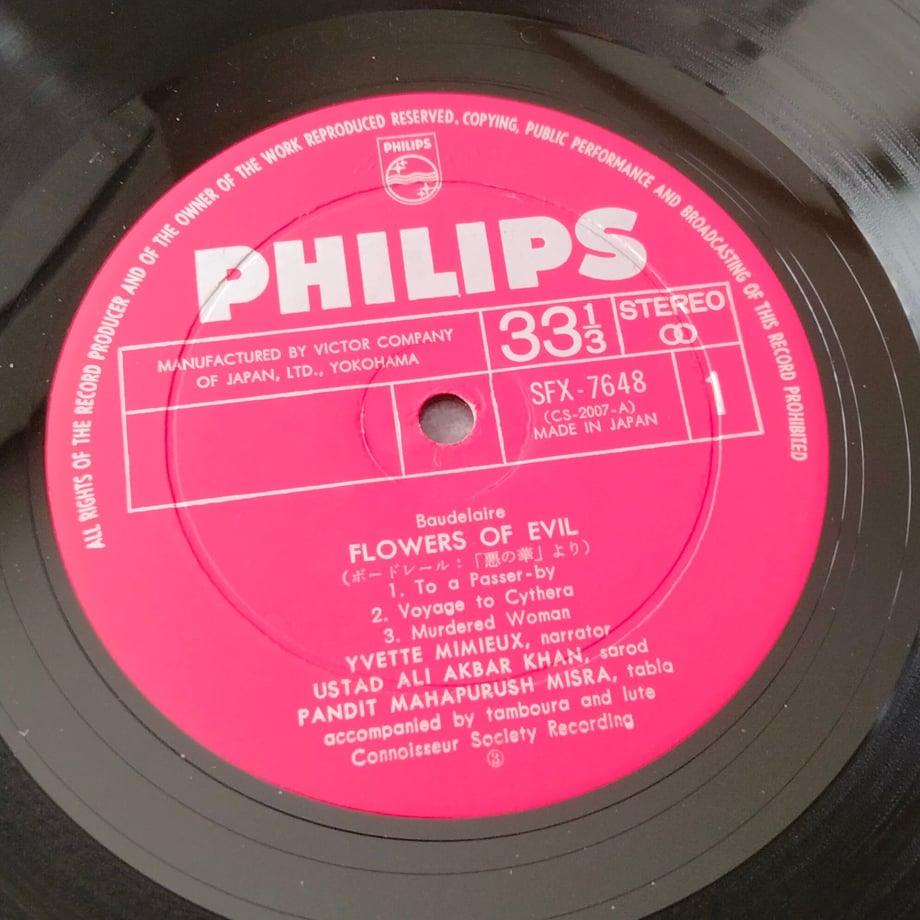 ALL RIGHTS OF THE RECORD PRODUCER AND OF THE OWNER OF THE WORK REPRODUCED RESERVED. COPYING, PUBLIC PERFORMANCE AND BROADCASTING OF THIS RECORD PROHIBITED
PHILIPS
PHILIPS
MANUFACTURED BY VICTOR COMPANY
OF JAPAN, LTD., YOKOHAMA
33 1/3
STEREO
SFX-7648
(CS-2007-A)
MADE IN JAPAN
1
Baudelaire
FLOWERS OF EVIL
(ボードレール：「悪の華」より)
1. To a Passer-by
2. Voyage to Cythera
3. Murdered Woman
YVETTE MIMIEUX, narrator
USTAD ALI AKBAR KHAN, sarod
PANDIT MAHAPURUSH MISRA, tabla
accompanied by tamboura and lute
Connoisseur Society Recording
③